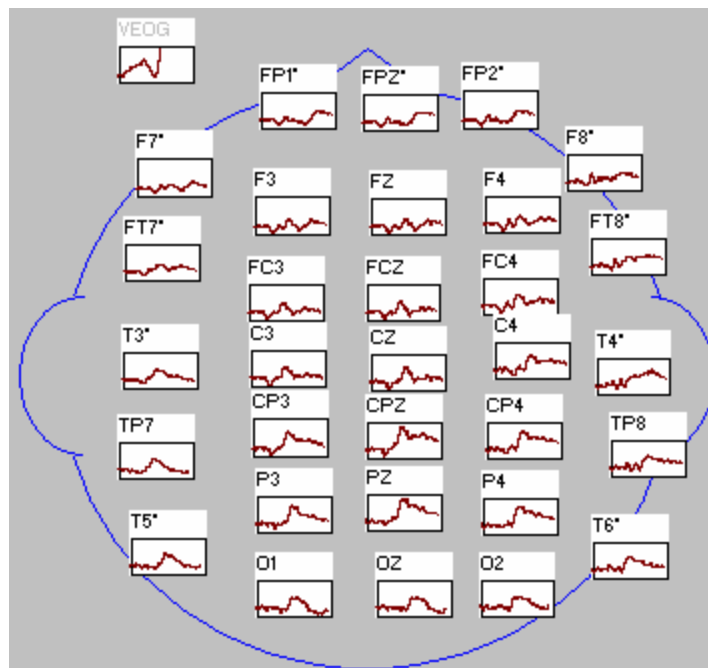 VEOG
FP1"
FPZ"
FP2"
F7"
F8"
F3
FZ
F4
FT7"
FT8"
FC3
FCZ
FC4
T3"
C3
CZ
C4
T4"
CP3
CPZ
CP4
TP7
TP8
P3
PZ
P4
T5"
T6"
O1
OZ
O2